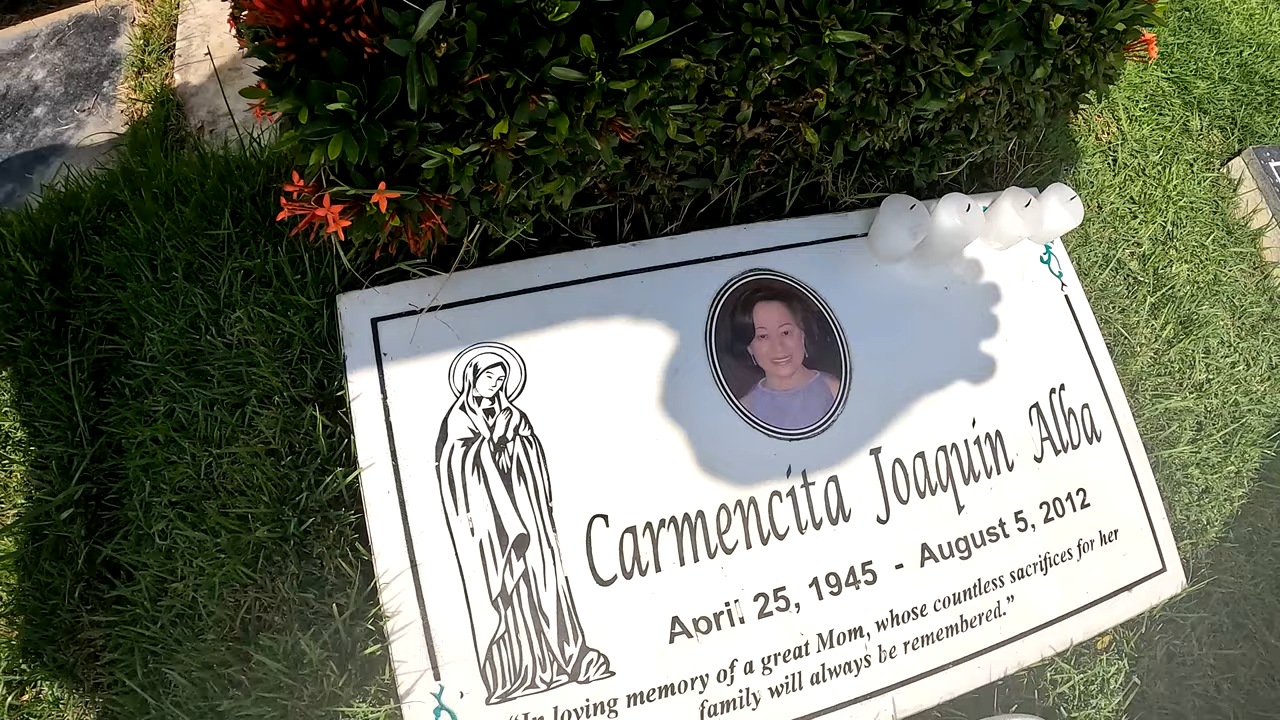 Carmencita Joaquin Alba
April 25, 1945 - August 5, 2012
“In loving memory of a great Mom, whose countless sacrifices for her
family will always be remembered.”